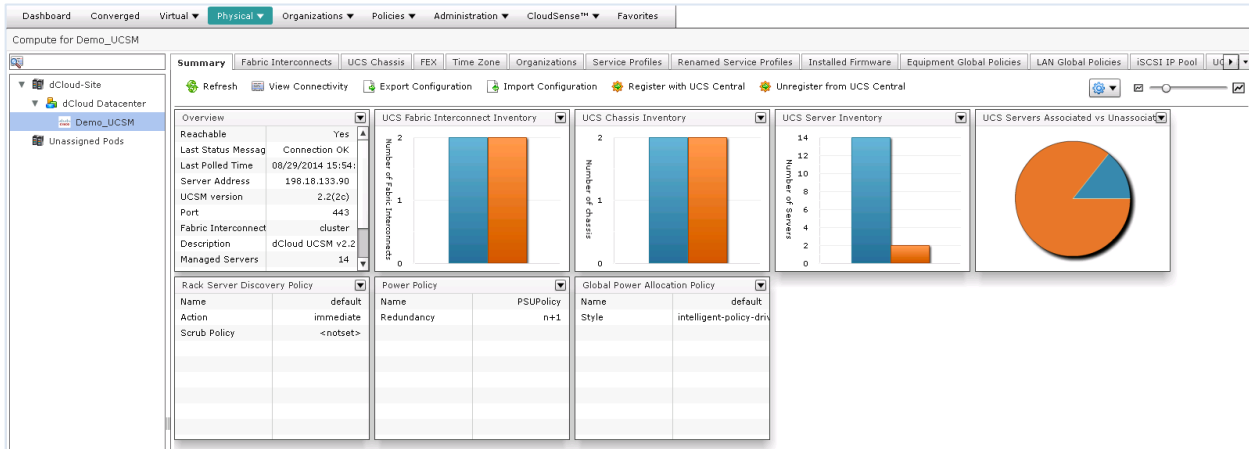 Dashboard Converged Virtual ▼ Physical ▼ Organizations ▼ Policies ▼ Administration ▼ CloudSense™ ▼ Favorites
Compute for Demo_UCSM
dCloud-Site
dCloud Datacenter
Demo_UCSM
Unassigned Pods
Summary Fabric Interconnects UCS Chassis FEX Time Zone Organizations Service Profiles Renamed Service Profiles Installed Firmware Equipment Global Policies LAN Global Policies iSCSI IP Pool UC
Refresh View Connectivity Export Configuration Import Configuration Register with UCS Central Unregister from UCS Central
Overview
Reachable Yes
Last Status Messag Connection OK
Last Polled Time 08/29/2014 15:54:
Server Address 198.18.133.90
UCSM version 2.2(2c)
Port 443
Fabric Interconnect cluster
Description dCloud UCSM v2.2
Managed Servers 14
UCS Fabric Interconnect Inventory
Number of Fabric Interconnects
2
1
0
UCS Chassis Inventory
Number of chassis
2
1
0
UCS Server Inventory
Number of Servers
14
12
10
8
6
4
2
0
UCS Servers Associated vs Unassociat
Rack Server Discovery Policy
Name default
Action immediate
Scrub Policy <notset>
Power Policy
Name PSUPolicy
Redundancy n+1
Global Power Allocation Policy
Name default
Style intelligent-policy-driv